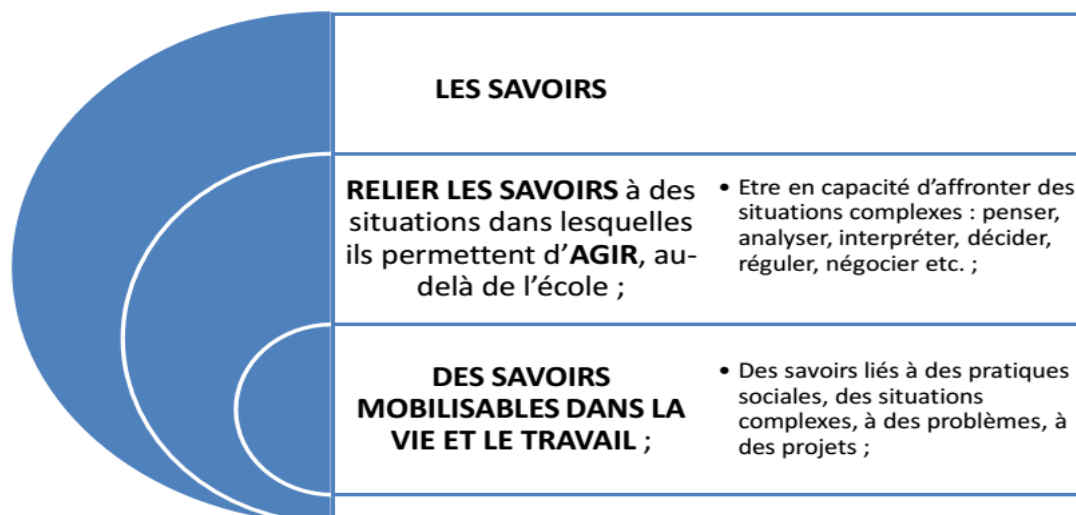 LES SAVOIRS
RELIER LES SAVOIRS à des
situations dans lesquelles
ils permettent d’AGIR, au-
delà de l’école ;
• Etre en capacité d’affronter des
situations complexes : penser,
analyser, interpréter, décider,
réguler, négocier etc. ;
DES SAVOIRS
MOBILISABLES DANS LA
VIE ET LE TRAVAIL ;
• Des savoirs liés à des pratiques
sociales, des situations
complexes, à des problèmes, à
des projets ;